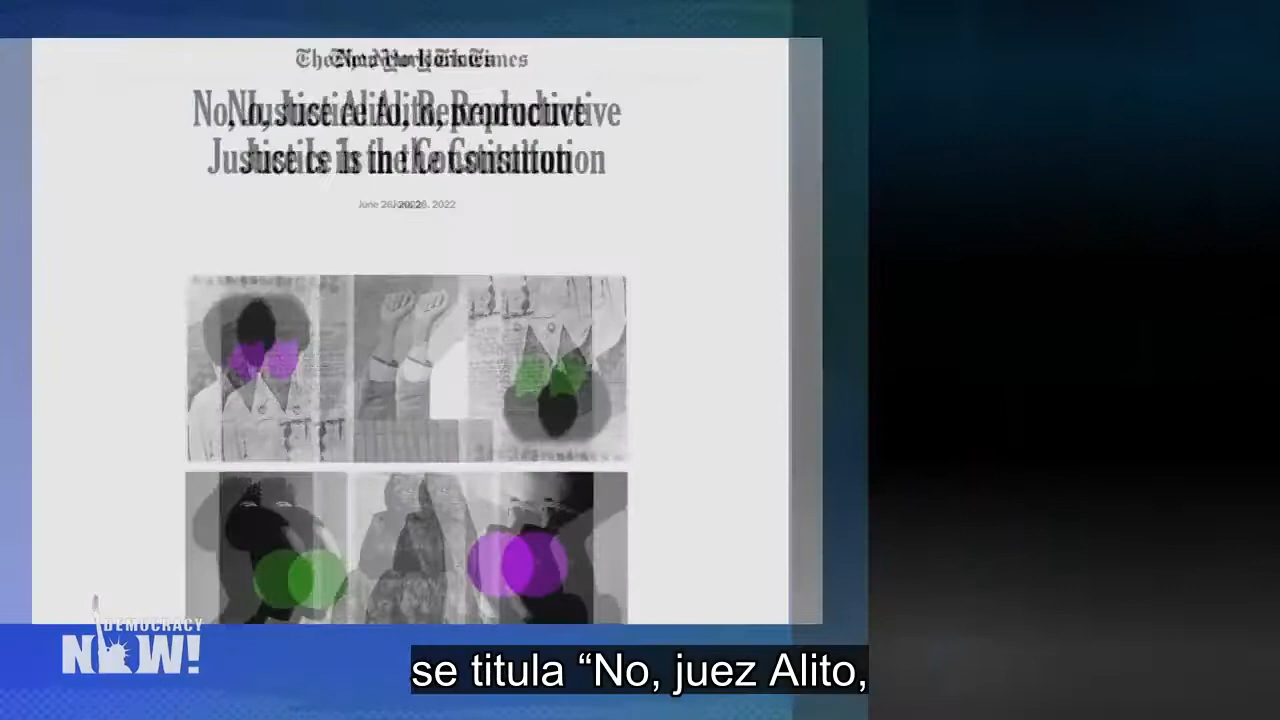 The New York Times
No, Justice Alito, Reproductive
Justice Is in the Constitution
June 26, 2022
DEMOCRACY
NOW!
se titula “No, juez Alito,